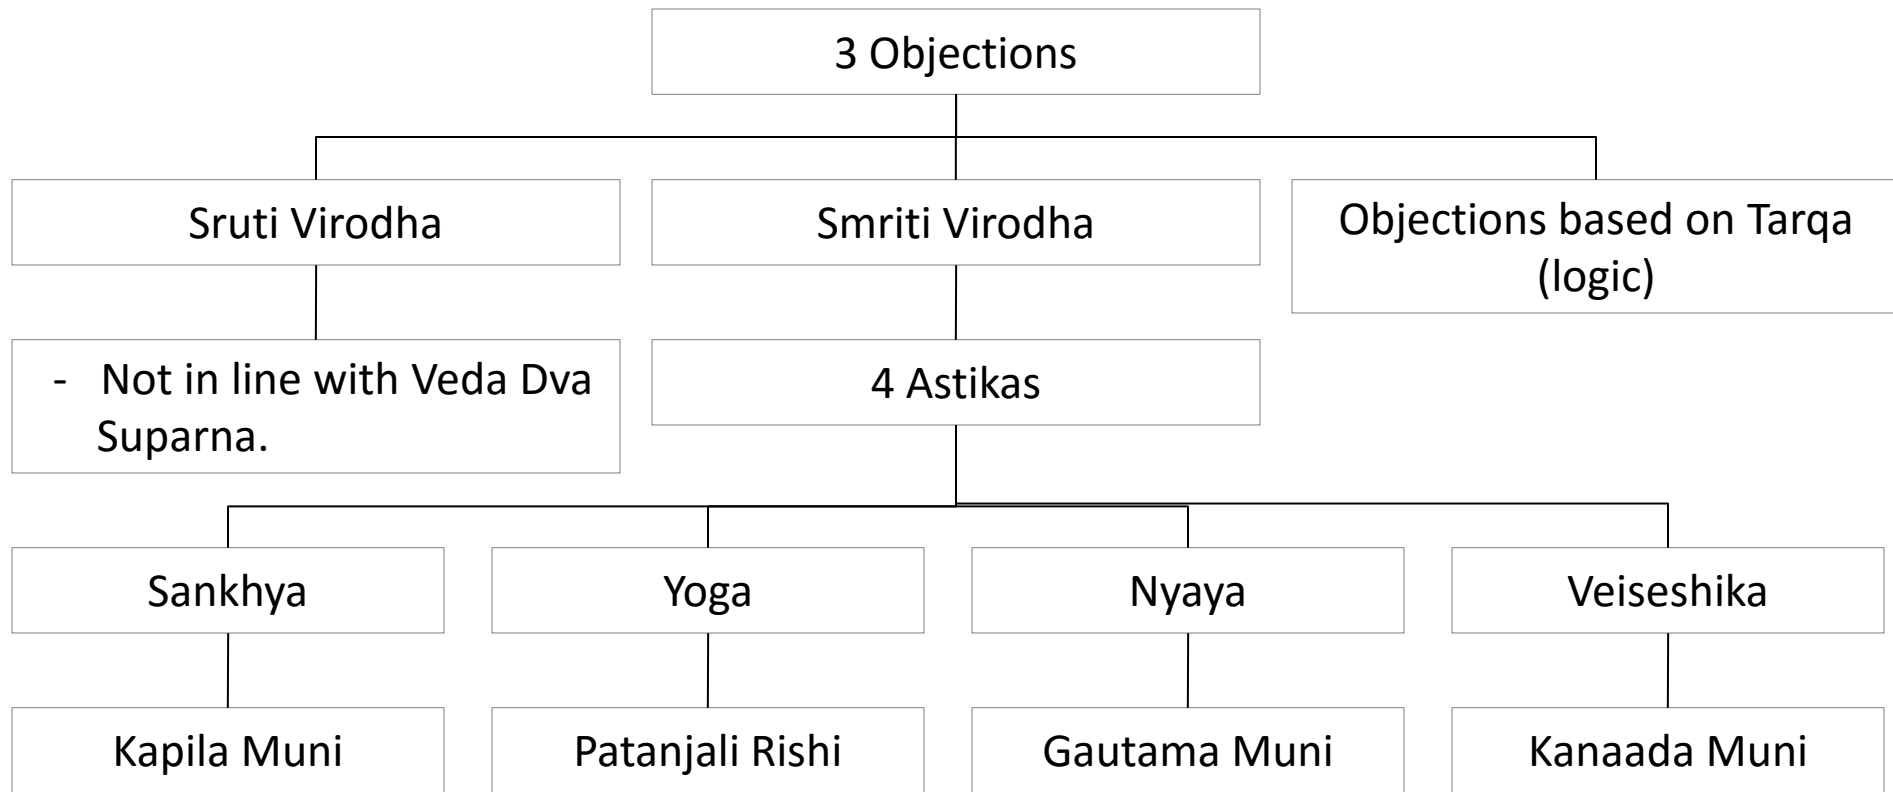 3 Objections
Sruti Virodha
Smriti Virodha
Objections based on Tarqa
(logic)
- Not in line with Veda Dva
Suparna.
4 Astikas
Sankhya
Yoga
Nyaya
Veiseshika
Kapila Muni
Patanjali Rishi
Gautama Muni
Kanaada Muni